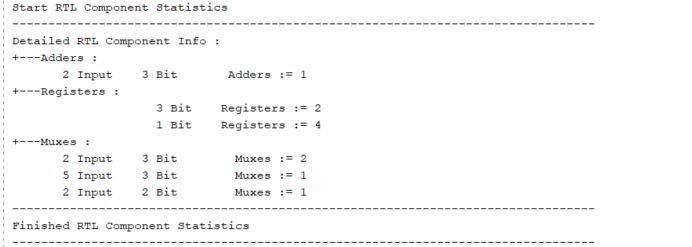 Start RTL Component Statistics
---------------------------------------------------------------------------------
Detailed RTL Component Info :
+---Adders :
2 Input 3 Bit Adders := 1
+---Registers :
3 Bit Registers := 2
1 Bit Registers := 4
+---Muxes :
2 Input 3 Bit Muxes := 2
5 Input 3 Bit Muxes := 1
2 Input 2 Bit Muxes := 1
---------------------------------------------------------------------------------
Finished RTL Component Statistics
---------------------------------------------------------------------------------